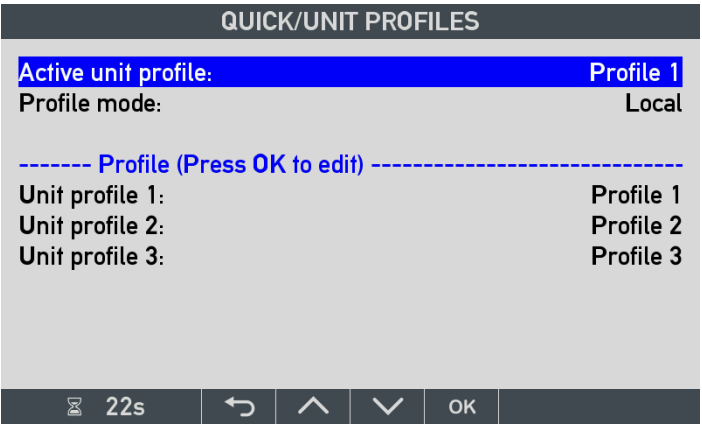 QUICK/UNIT PROFILES
Active unit profile: Profile 1
Profile mode: Local
------- Profile (Press OK to edit) ------------------------------
Unit profile 1: Profile 1
Unit profile 2: Profile 2
Unit profile 3: Profile 3
22s OK